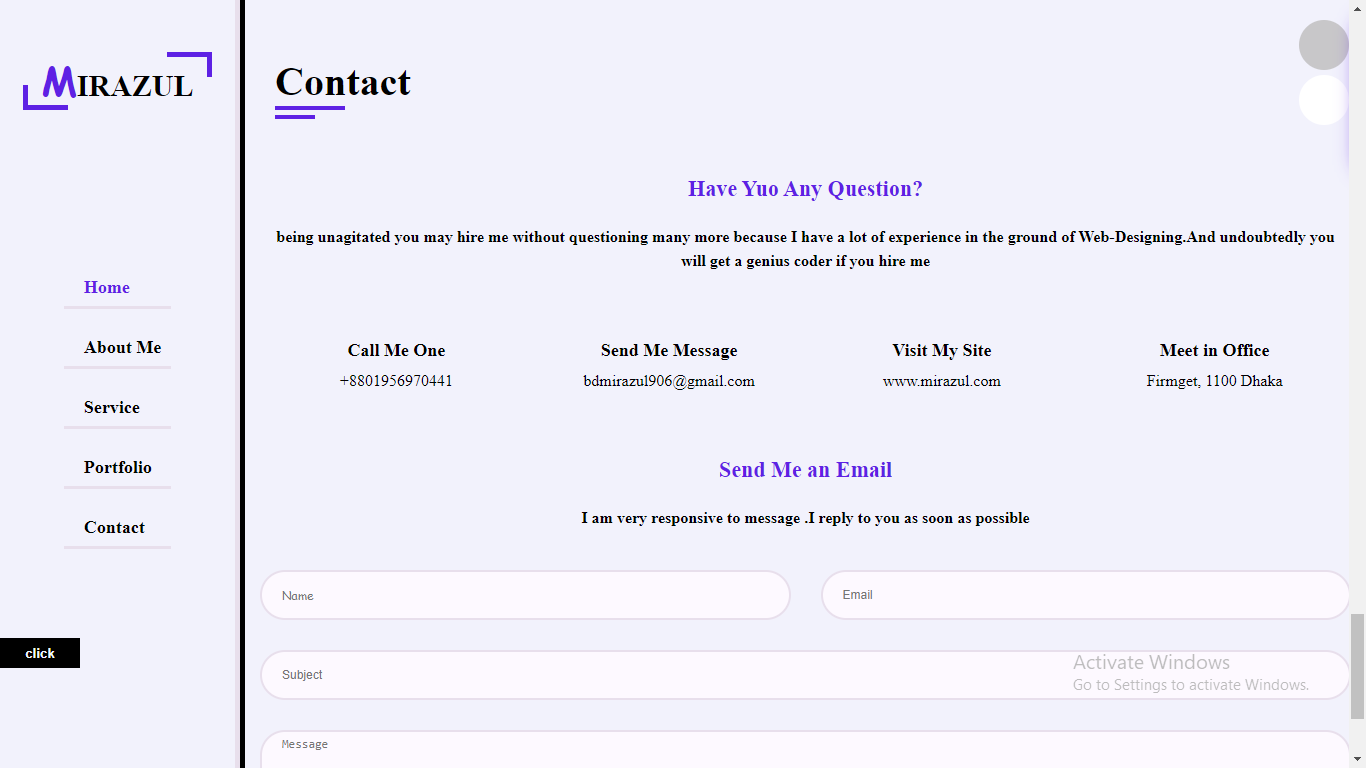 MIRAZUL
Home
About Me
Service
Portfolio
Contact
click
Contact
Have Yuo Any Question?
being unagitated you may hire me without questioning many more because I have a lot of experience in the ground of Web-Designing.And undoubtedly you
will get a genius coder if you hire me
Call Me One
+8801956970441
Send Me Message
bdmirazul906@gmail.com
Visit My Site
www.mirazul.com
Meet in Office
Firmget, 1100 Dhaka
Send Me an Email
I am very responsive to message .I reply to you as soon as possible
Name
Email
Subject
Message
Activate Windows
Go to Settings to activate Windows.